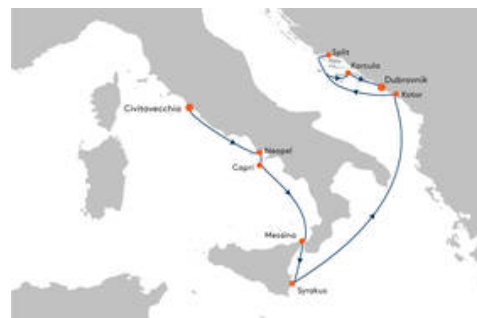 Split
Korcula
Dubrovnik
Kotor
Civitavecchia
Neapel
Capri
Messina
Syrakus